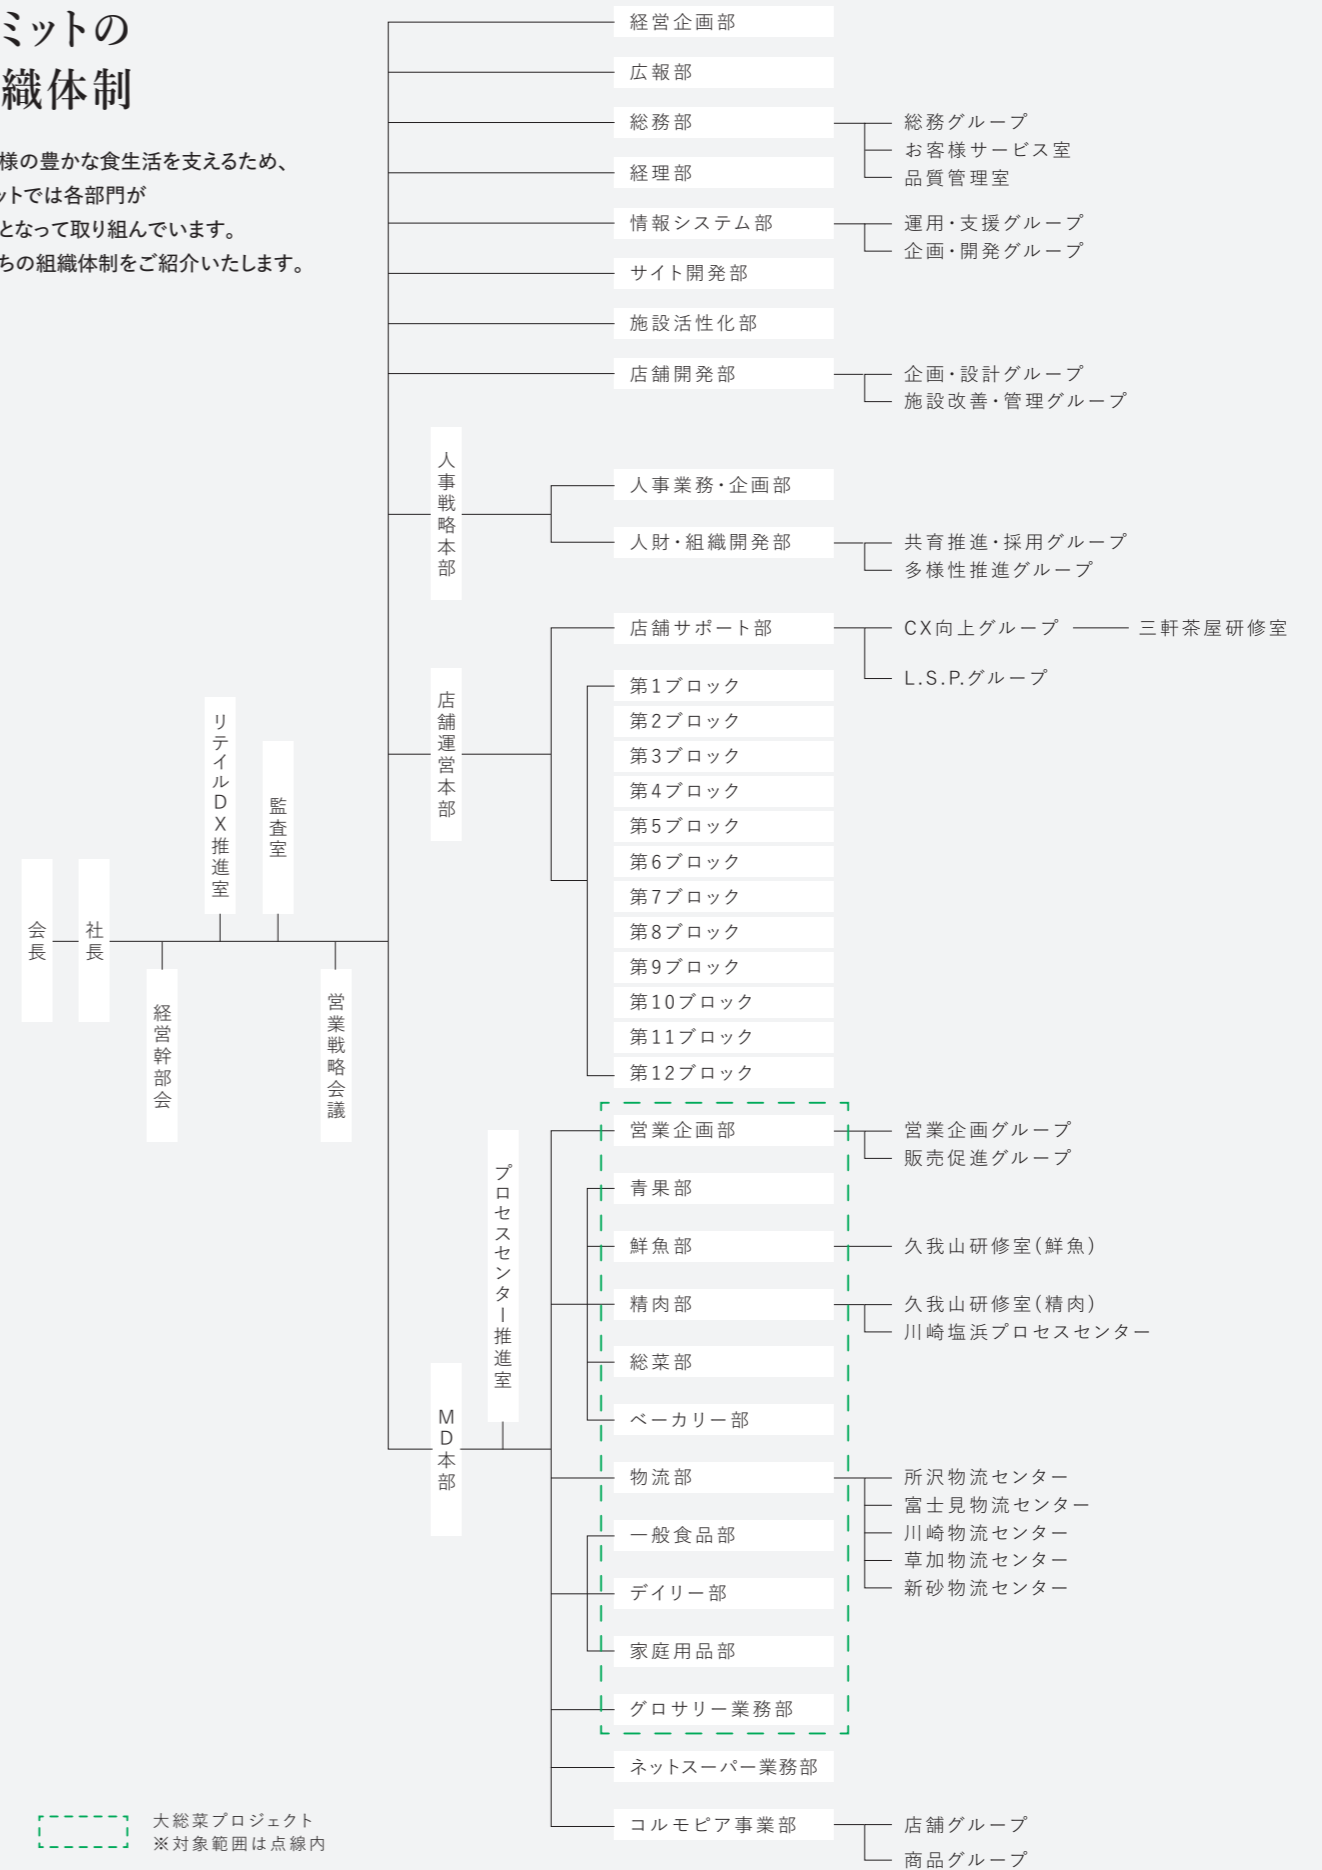 ミットの
織体制
様の豊かな食生活を支えるため、
ットでは各部門が
となって取り組んでいます。
ちの組織体制をご紹介いたします。
会長
社長
経営幹部会
リテイルDX推進室
監査室
営業戦略会議
経営企画部
広報部
総務部
総務グループ
お客様サービス室
品質管理室
経理部
情報システム部
運用・支援グループ
企画・開発グループ
サイト開発部
施設活性化部
店舗開発部
企画・設計グループ
施設改善・管理グループ
人事戦略本部
人事業務・企画部
人財・組織開発部
共育推進・採用グループ
多様性推進グループ
店舗運営本部
店舗サポート部
CX向上グループ
三軒茶屋研修室
L.S.P.グループ
第1ブロック
第2ブロック
第3ブロック
第4ブロック
第5ブロック
第6ブロック
第7ブロック
第8ブロック
第9ブロック
第10ブロック
第11ブロック
第12ブロック
MD本部
プロセスセンター推進室
営業企画部
営業企画グループ
販売促進グループ
青果部
鮮魚部
久我山研修室(鮮魚)
精肉部
久我山研修室(精肉)
川崎塩浜プロセスセンター
総菜部
ベーカリー部
物流部
所沢物流センター
富士見物流センター
川崎物流センター
草加物流センター
新砂物流センター
一般食品部
デイリー部
家庭用品部
グロサリー業務部
ネットスーパー業務部
コルモピア事業部
店舗グループ
商品グループ
大総菜プロジェクト
※対象範囲は点線内